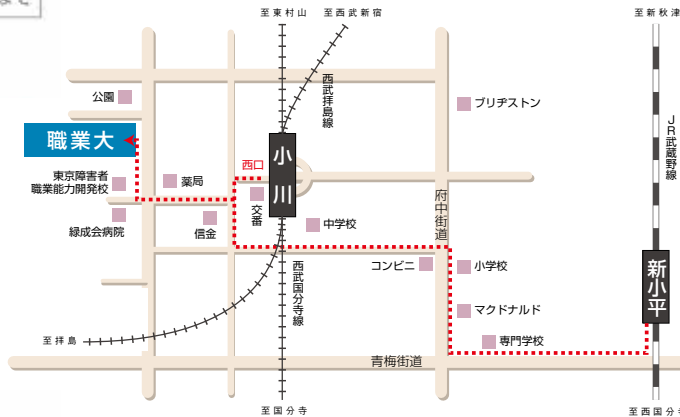 まで
至東村山
至西武新宿
至新秋津
公園
西武拝島線
ブリヂストン
JR武蔵野線
職業大
小川
西口
東京障害者
職業能力開発校
薬局
交番
府中街道
緑成会病院
信金
中学校
コンビニ
小学校
西武国分寺線
新小平
マクドナルド
至拝島
専門学校
青梅街道
至国分寺
至西国分寺